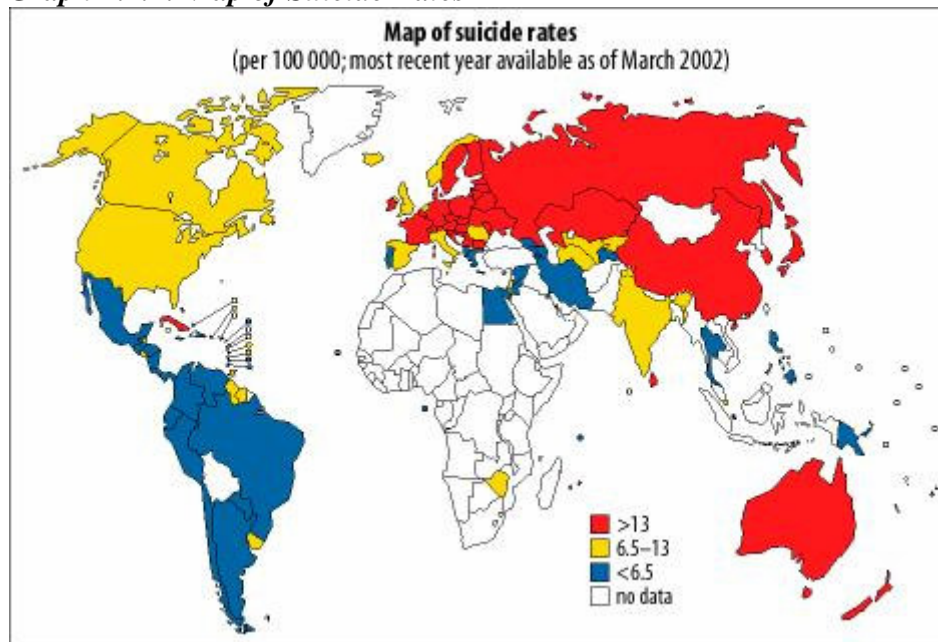 Map of suicide rates
(per 100 000; most recent year available as of March 2002)
>13
6.5–13
<6.5
no data